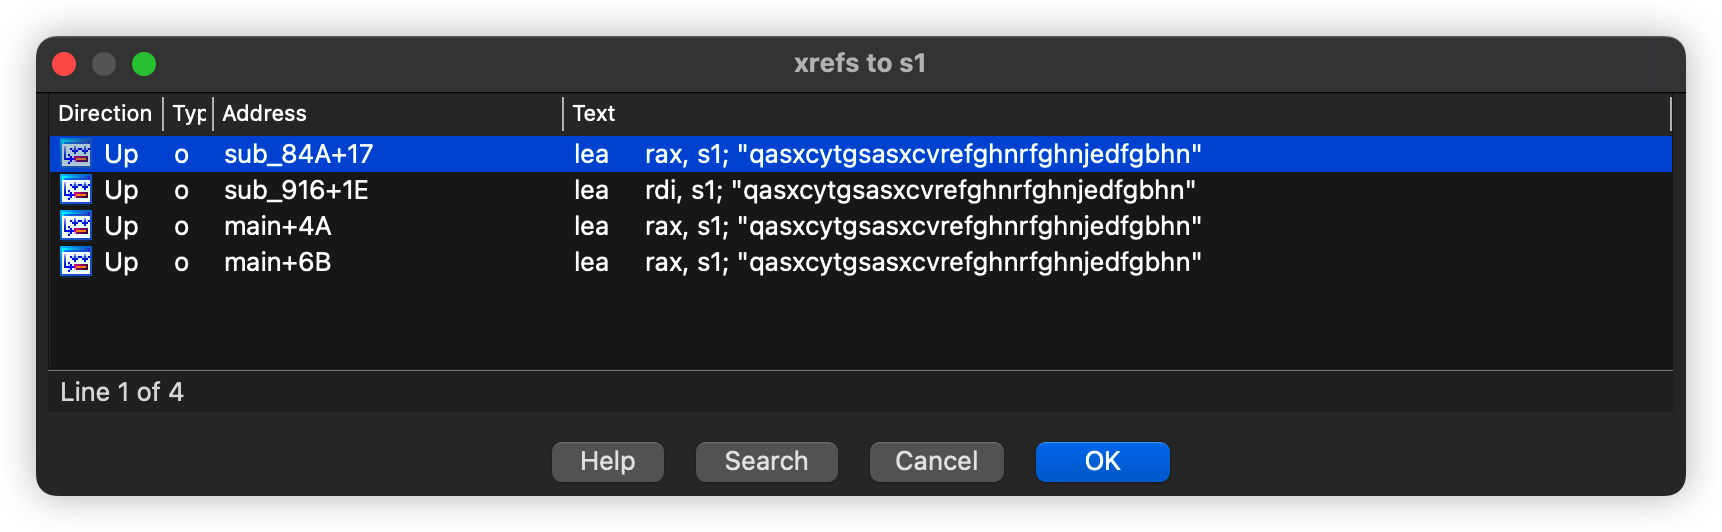 xrefs to s1
Direction Typ Address Text
Up o sub_84A+17 lea rax, s1; "qasxcytgsasxcvrefghnrfghnjedfgbhn"
Up o sub_916+1E lea rdi, s1; "qasxcytgsasxcvrefghnrfghnjedfgbhn"
Up o main+4A lea rax, s1; "qasxcytgsasxcvrefghnrfghnjedfgbhn"
Up o main+6B lea rax, s1; "qasxcytgsasxcvrefghnrfghnjedfgbhn"
Line 1 of 4
Help Search Cancel OK